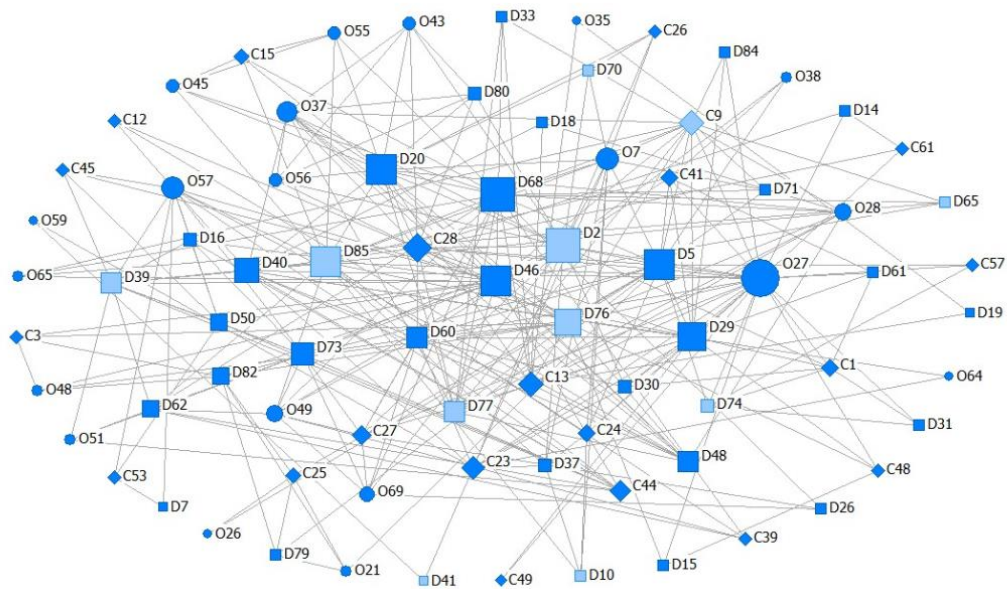 D33
O35
O43
C26
O55
C15
D84
D70
O38
O45
D80
O37
D14
D18
C9
C12
C61
O7
D20
C45
C41
O56
D68
D71
O57
D65
O28
O59
D16
D2
C28
D85
D5
C57
D40
O65
D61
O27
D39
D46
D19
D76
D50
D60
D29
C3
D73
C1
O64
D82
C13
D30
O48
D74
D62
O49
D77
D31
C24
C27
O51
D48
C23
D37
C48
C53
C25
C44
O69
D7
D26
O26
C39
D79
D15
O21
D41
C49
D10